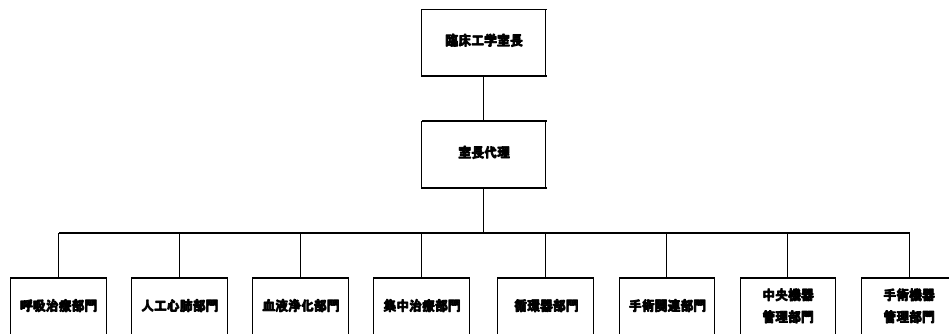 臨床工学室長
室長代理
呼吸治療部門
人工心肺部門
血液浄化部門
集中治療部門
循環器部門
手術関連部門
中央機器
管理部門
手術機器
管理部門